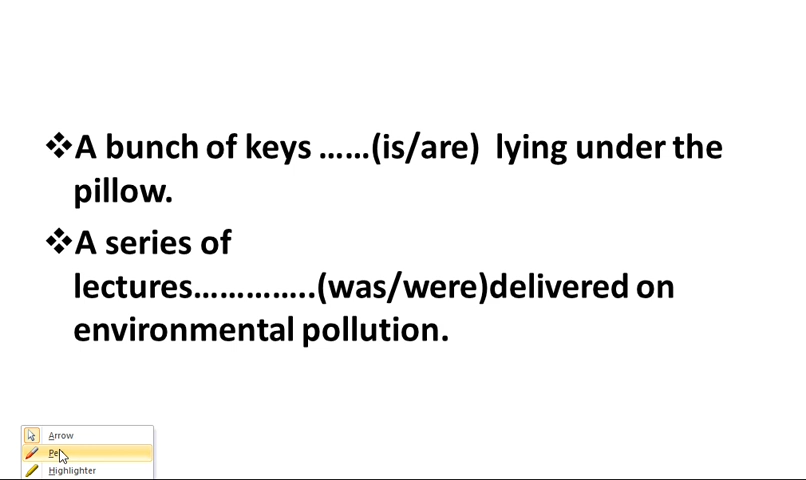 ❖A bunch of keys ……(is/are) lying under the
pillow.
❖A series of
lectures…………..(was/were)delivered on
environmental pollution.
Arrow
Highlighter